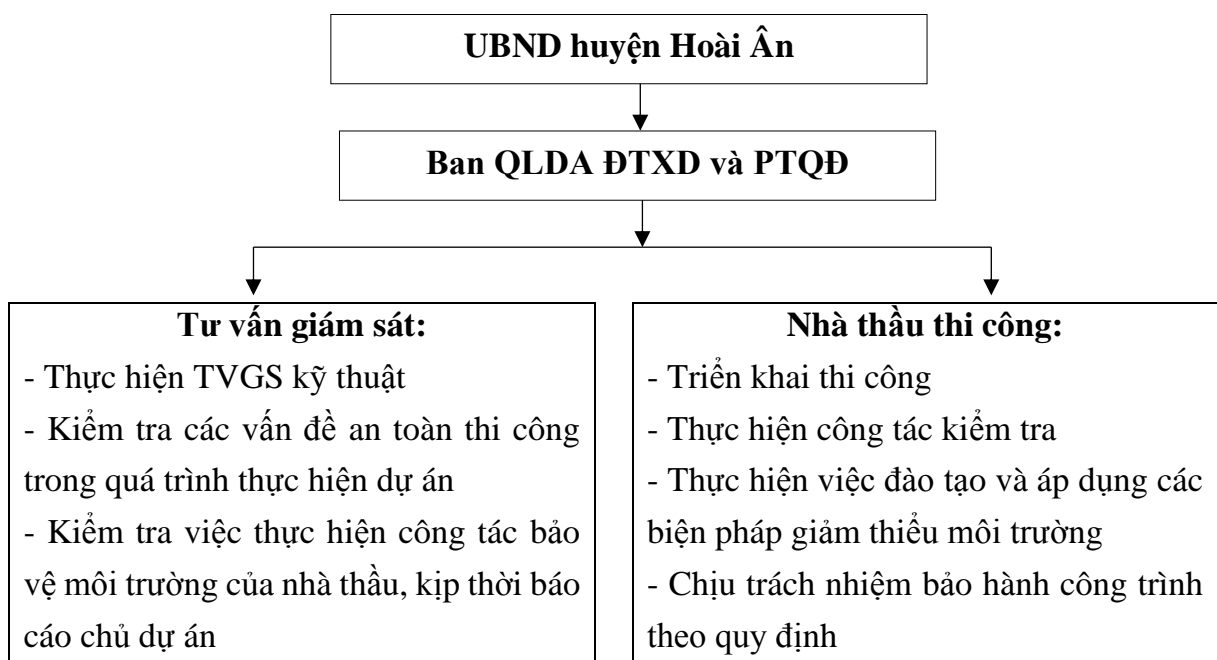 UBND huyện Hoài Ân
Ban QLDA ĐTXD và PTQĐ
Tư vấn giám sát:
- Thực hiện TVGS kỹ thuật
- Kiểm tra các vấn đề an toàn thi công
trong quá trình thực hiện dự án
- Kiểm tra việc thực hiện công tác bảo
vệ môi trường của nhà thầu, kịp thời báo
cáo chủ dự án
Nhà thầu thi công:
- Triển khai thi công
- Thực hiện công tác kiểm tra
- Thực hiện việc đào tạo và áp dụng các
biện pháp giảm thiểu môi trường
- Chịu trách nhiệm bảo hành công trình
theo quy định